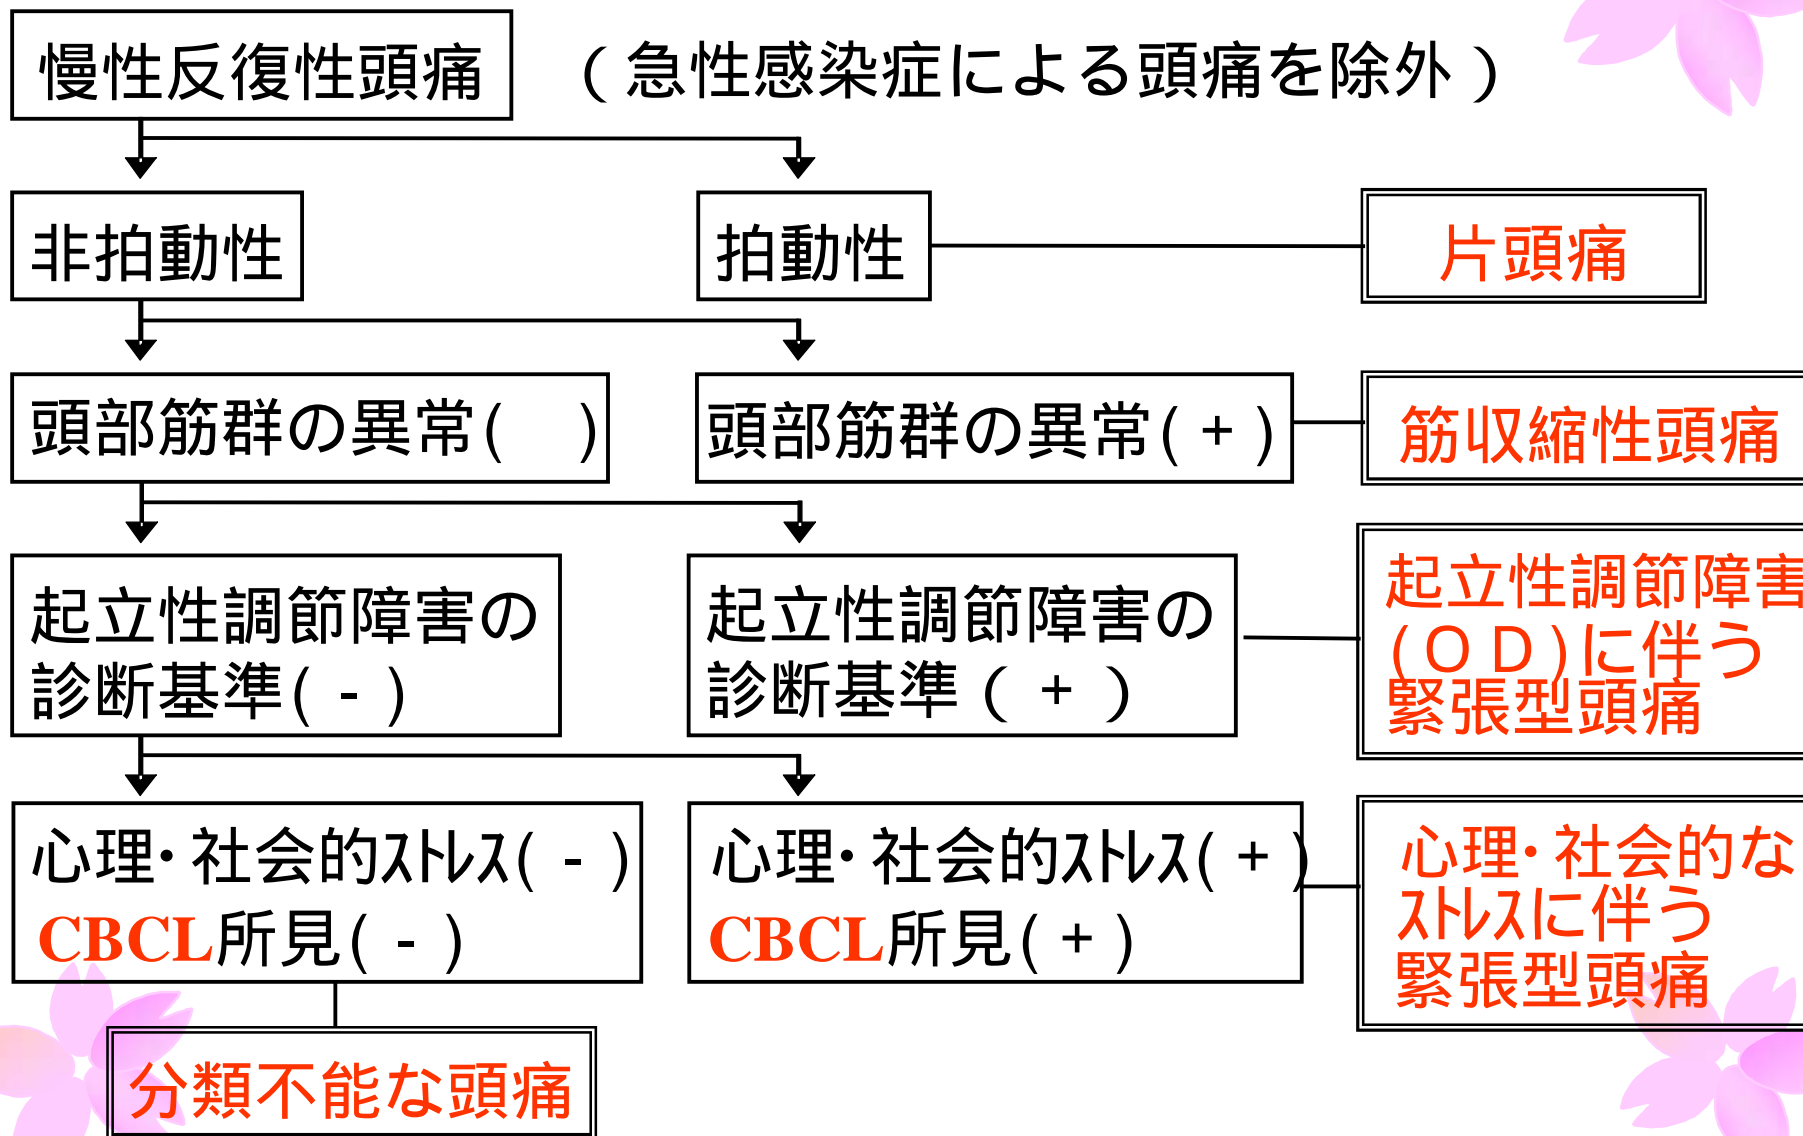 慢性反復性頭痛 （急性感染症による頭痛を除外）
非拍動性
拍動性
片頭痛
頭部筋群の異常(　)
頭部筋群の異常(＋)
筋収縮性頭痛
起立性調節障害の
診断基準(-)
起立性調節障害の
診断基準（＋）
起立性調節障害
(ＯＤ)に伴う
緊張型頭痛
心理・社会的ｽﾄﾚｽ(-)
CBCL所見(-)
心理・社会的ｽﾄﾚｽ(+)
CBCL所見(+)
心理・社会的な
ｽﾄﾚｽに伴う
緊張型頭痛
分類不能な頭痛